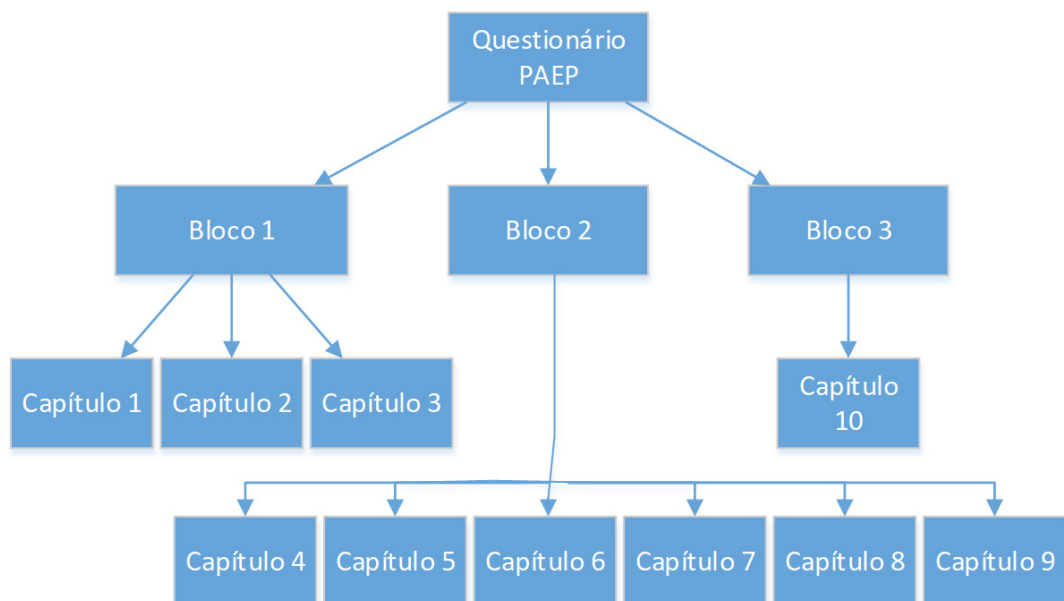 Questionário
PAEP
Bloco 1
Bloco 2
Bloco 3
Capítulo 1
Capítulo 2
Capítulo 3
Capítulo
10
Capítulo 4
Capítulo 5
Capítulo 6
Capítulo 7
Capítulo 8
Capítulo 9